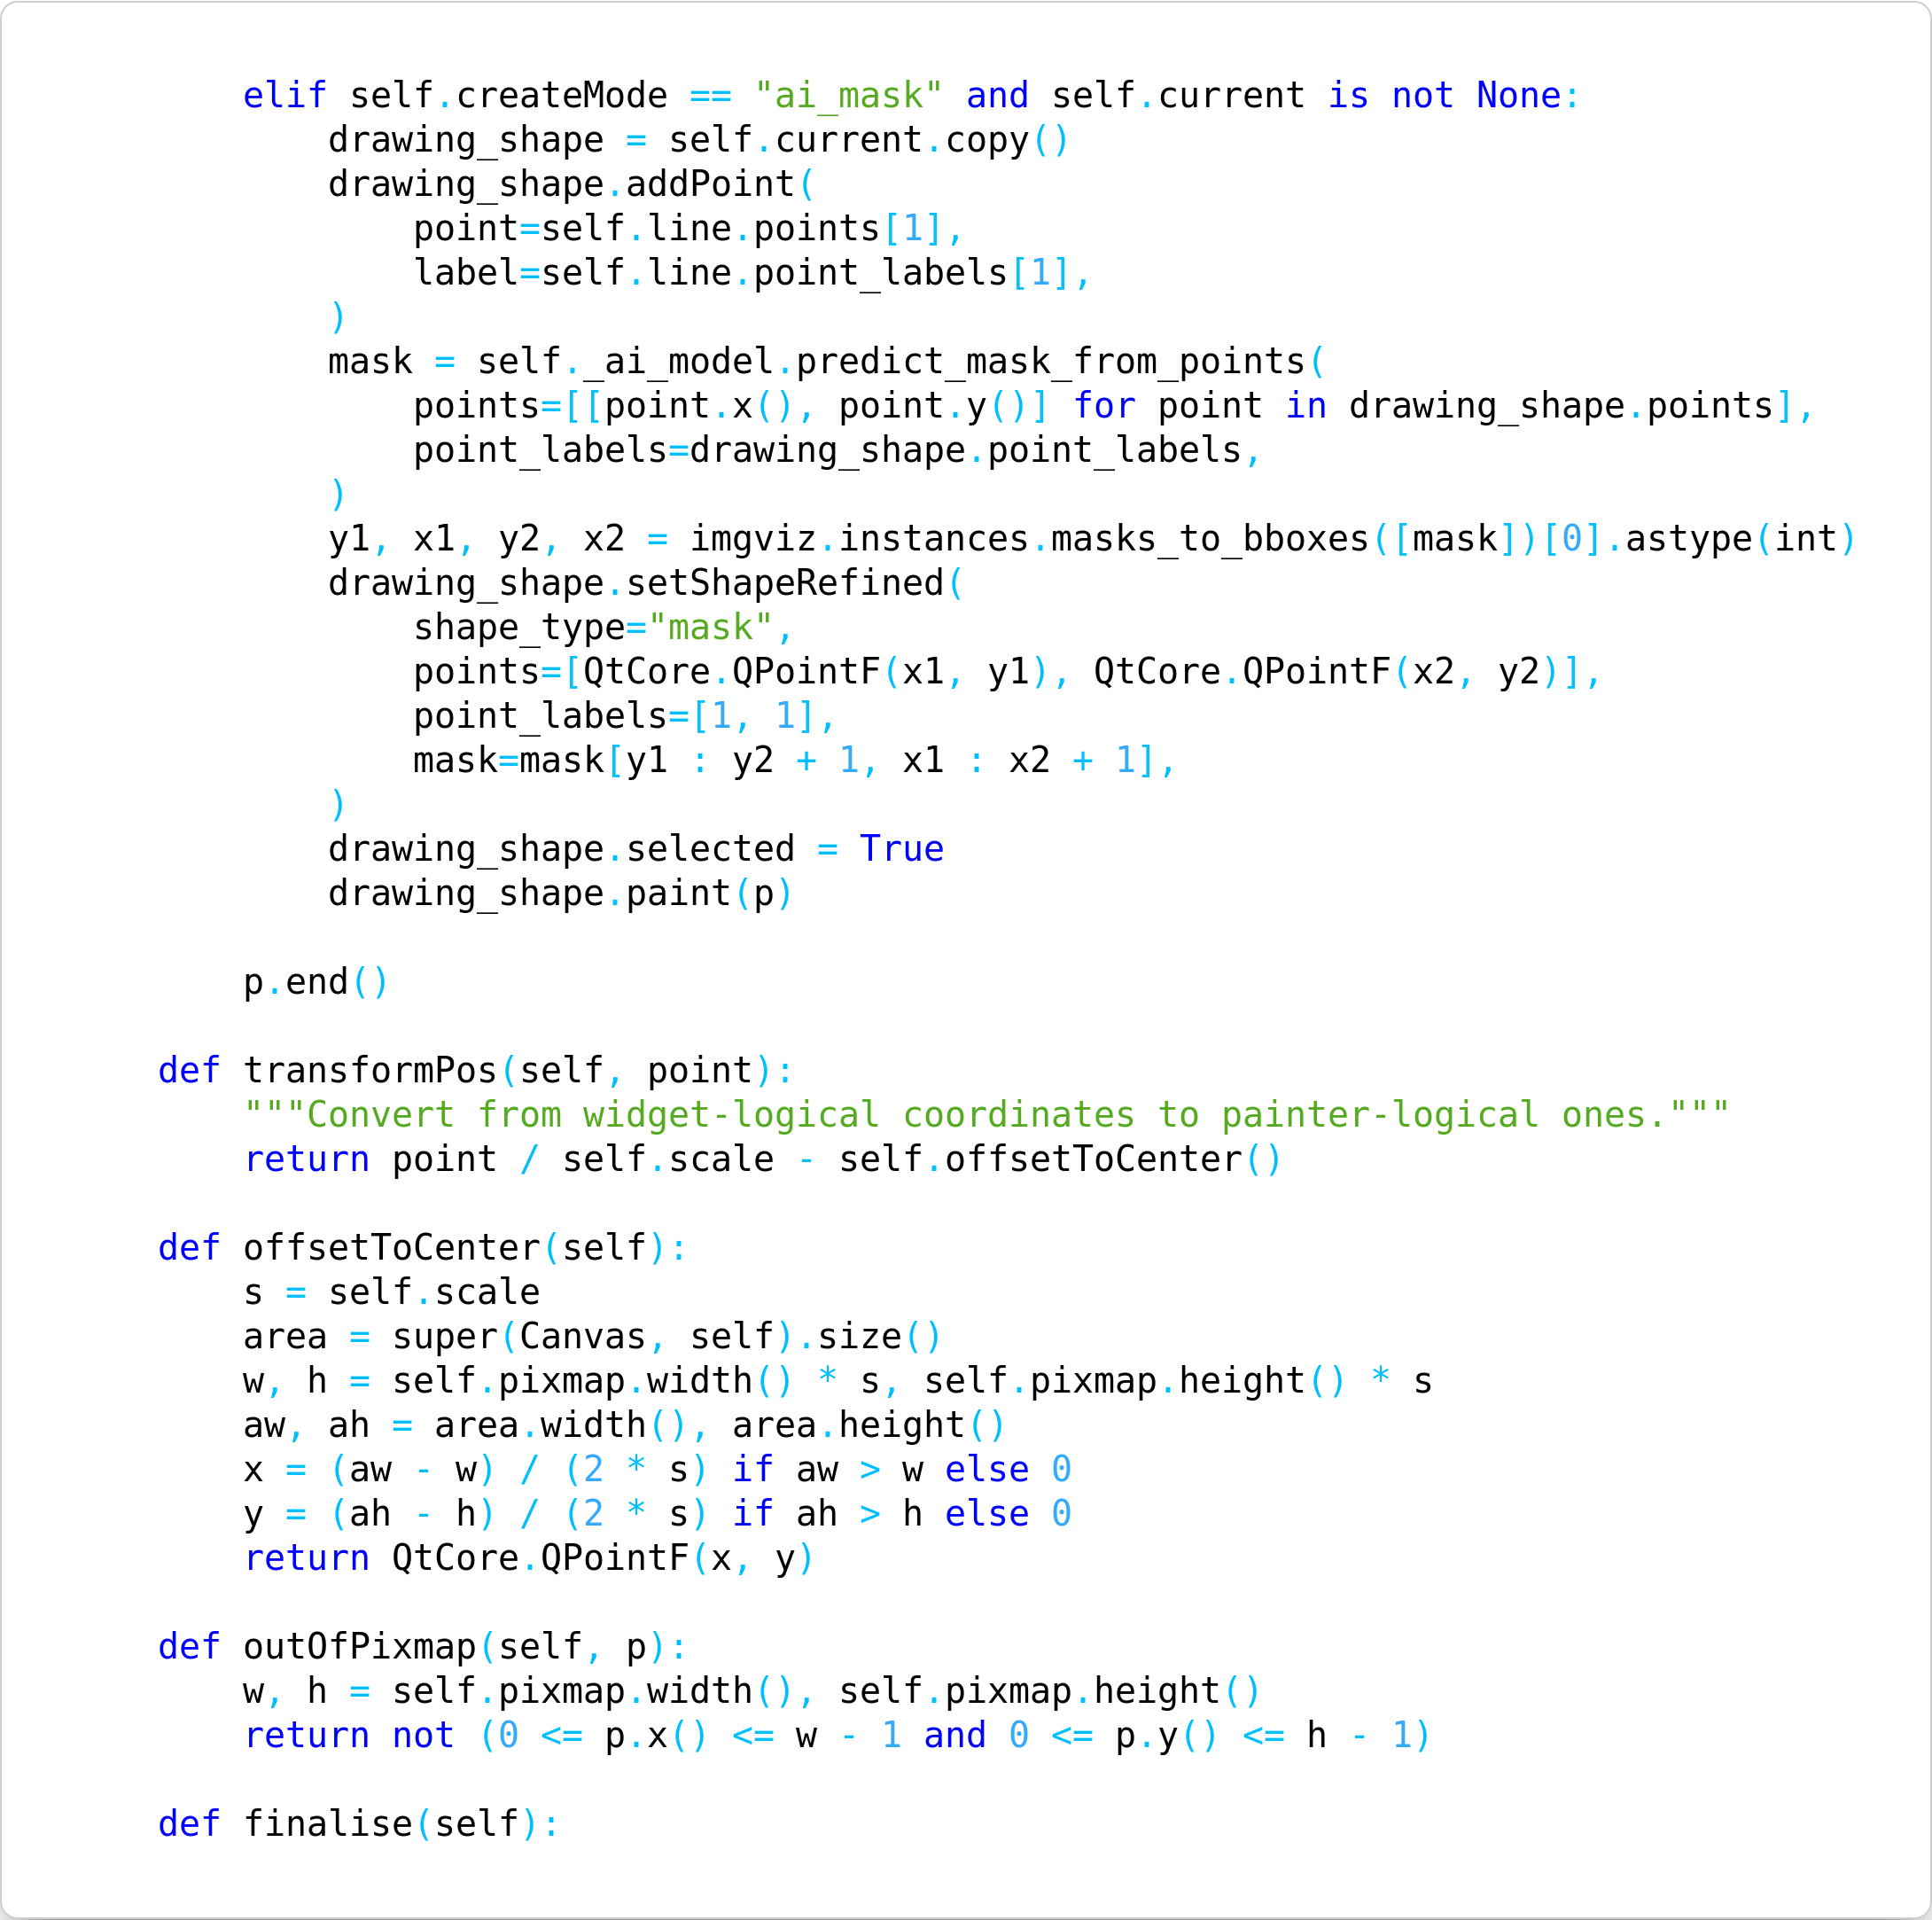 elif self.createMode == "ai_mask" and self.current is not None:
            drawing_shape = self.current.copy()
            drawing_shape.addPoint(
                point=self.line.points[1],
                label=self.line.point_labels[1],
            )
            mask = self._ai_model.predict_mask_from_points(
                points=[[point.x(), point.y()] for point in drawing_shape.points],
                point_labels=drawing_shape.point_labels,
            )
            y1, x1, y2, x2 = imgviz.instances.masks_to_bboxes([mask])[0].astype(int)
            drawing_shape.setShapeRefined(
                shape_type="mask",
                points=[QtCore.QPointF(x1, y1), QtCore.QPointF(x2, y2)],
                point_labels=[1, 1],
                mask=mask[y1 : y2 + 1, x1 : x2 + 1],
            )
            drawing_shape.selected = True
            drawing_shape.paint(p)

        p.end()

    def transformPos(self, point):
        """Convert from widget-logical coordinates to painter-logical ones."""
        return point / self.scale - self.offsetToCenter()

    def offsetToCenter(self):
        s = self.scale
        area = super(Canvas, self).size()
        w, h = self.pixmap.width() * s, self.pixmap.height() * s
        aw, ah = area.width(), area.height()
        x = (aw - w) / (2 * s) if aw > w else 0
        y = (ah - h) / (2 * s) if ah > h else 0
        return QtCore.QPointF(x, y)

    def outOfPixmap(self, p):
        w, h = self.pixmap.width(), self.pixmap.height()
        return not (0 <= p.x() <= w - 1 and 0 <= p.y() <= h - 1)

    def finalise(self):